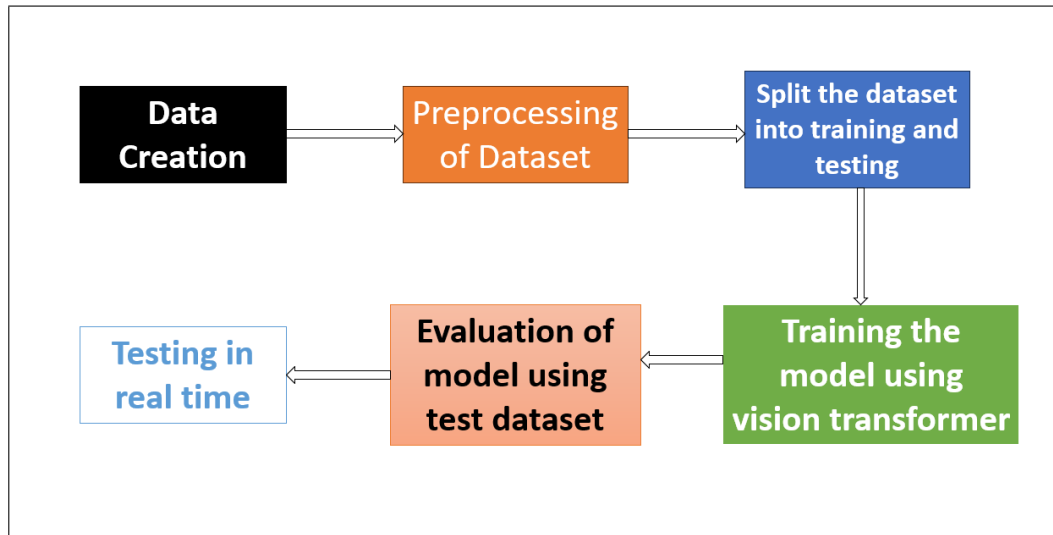 Data
Creation
Preprocessing
of Dataset
Split the dataset
into training and
testing
Training the
model using
vision transformer
Evaluation of
model using
test dataset
Testing in
real time